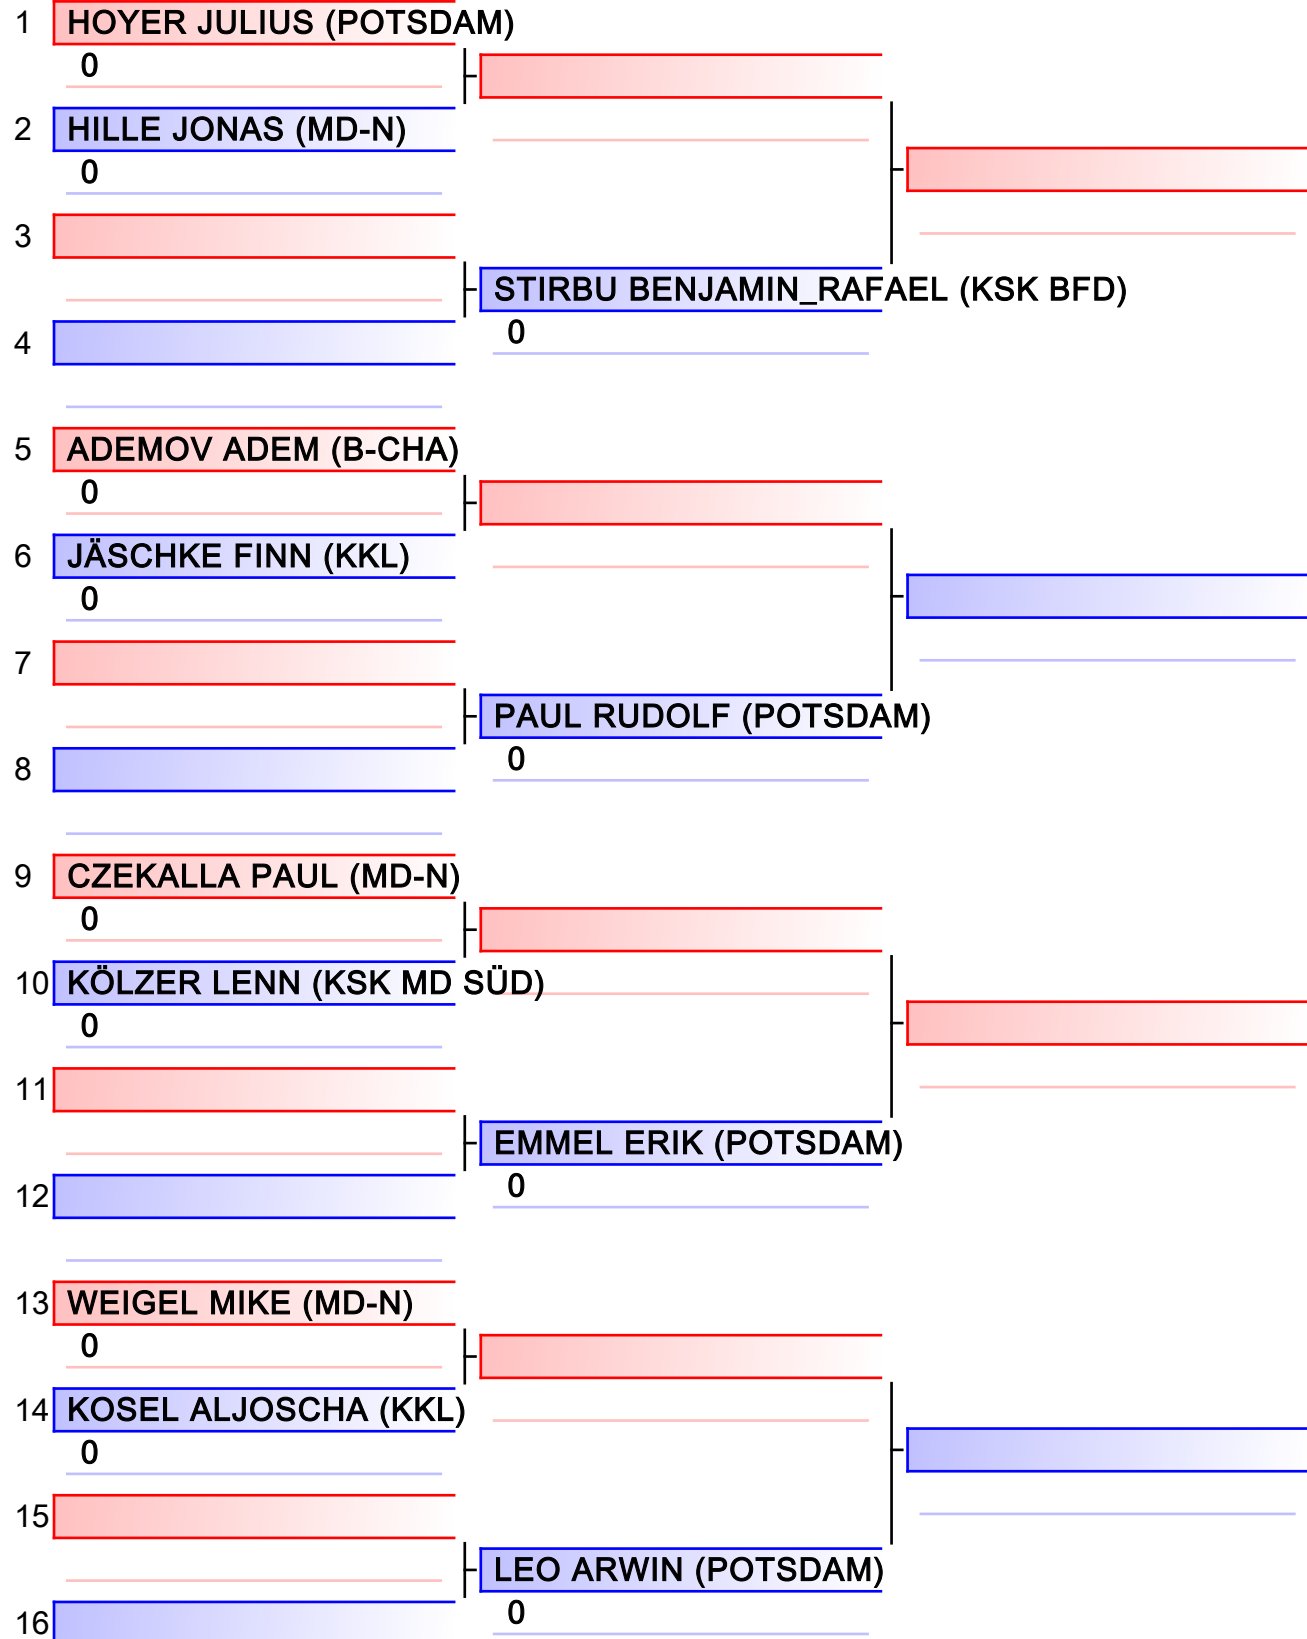 1 HOYER JULIUS (POTSDAM)
0
2 HILLE JONAS (MD-N)
0
3
STIRBU BENJAMIN_RAFAEL (KSK BFD)
0
4
5 ADEMOV ADEM (B-CHA)
0
6 JÄSCHKE FINN (KKL)
0
7
PAUL RUDOLF (POTSDAM)
0
8
9 CZEKALLA PAUL (MD-N)
0
10 KÖLZER LENN (KSK MD SÜD)
0
11
EMMEL ERIK (POTSDAM)
0
12
13 WEIGEL MIKE (MD-N)
0
14 KOSEL ALJOSCHA (KKL)
0
15
LEO ARWIN (POTSDAM)
0
16